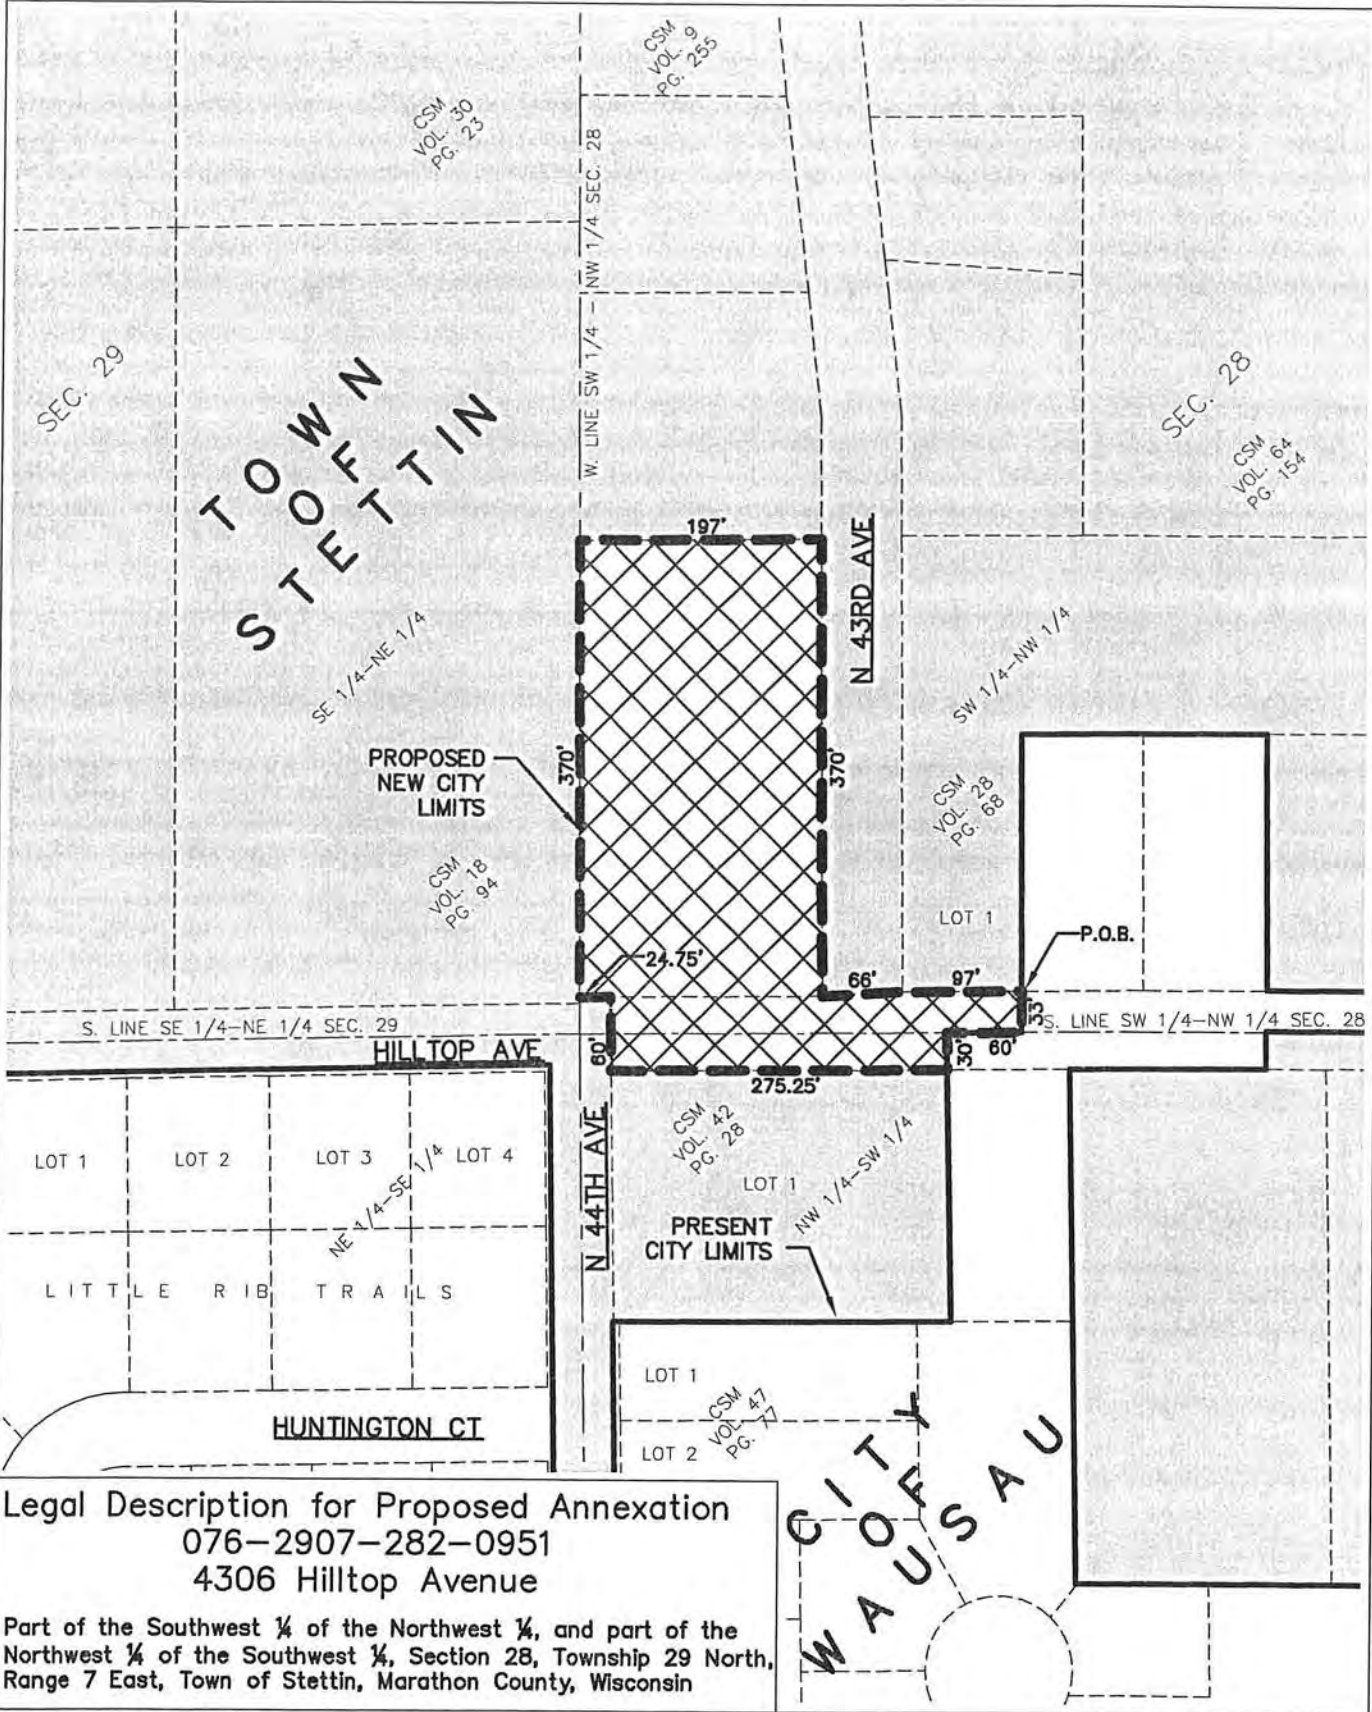 CSM
VOL. 9
PG. 255
CSM
VOL. 30
PG. 23
W. LINE SW 1/4 – NW 1/4 SEC. 28
SEC. 29
TOWN
OF
STETTIN
SEC. 28
CSM
VOL. 64
PG. 154
197'
N 43RD AVE
SE 1/4–NE 1/4
SW 1/4–NW 1/4
PROPOSED
NEW CITY
LIMITS
370'
370'
CSM
VOL. 28
PG. 68
CSM
VOL. 18
PG. 94
LOT 1
P.O.B.
24.75'
66'
97'
35'
S. LINE SE 1/4–NE 1/4 SEC. 29
S. LINE SW 1/4–NW 1/4 SEC. 28
HILLTOP AVE
60'
30'
60'
275.25'
N 44TH AVE
CSM
VOL. 42
PG. 28
LOT 1
NW 1/4–SW 1/4
LOT 1
LOT 2
LOT 3
LOT 4
NE 1/4–SE 1/4
PRESENT
CITY LIMITS
LITTLE RIB TRAILS
LOT 1
CSM
VOL. 47
PG. 77
LOT 2
HUNTINGTON CT
CITY
OF
WAUSAU
Legal Description for Proposed Annexation
076–2907–282–0951
4306 Hilltop Avenue
Part of the Southwest ¼ of the Northwest ¼, and part of the
Northwest ¼ of the Southwest ¼, Section 28, Township 29 North,
Range 7 East, Town of Stettin, Marathon County, Wisconsin